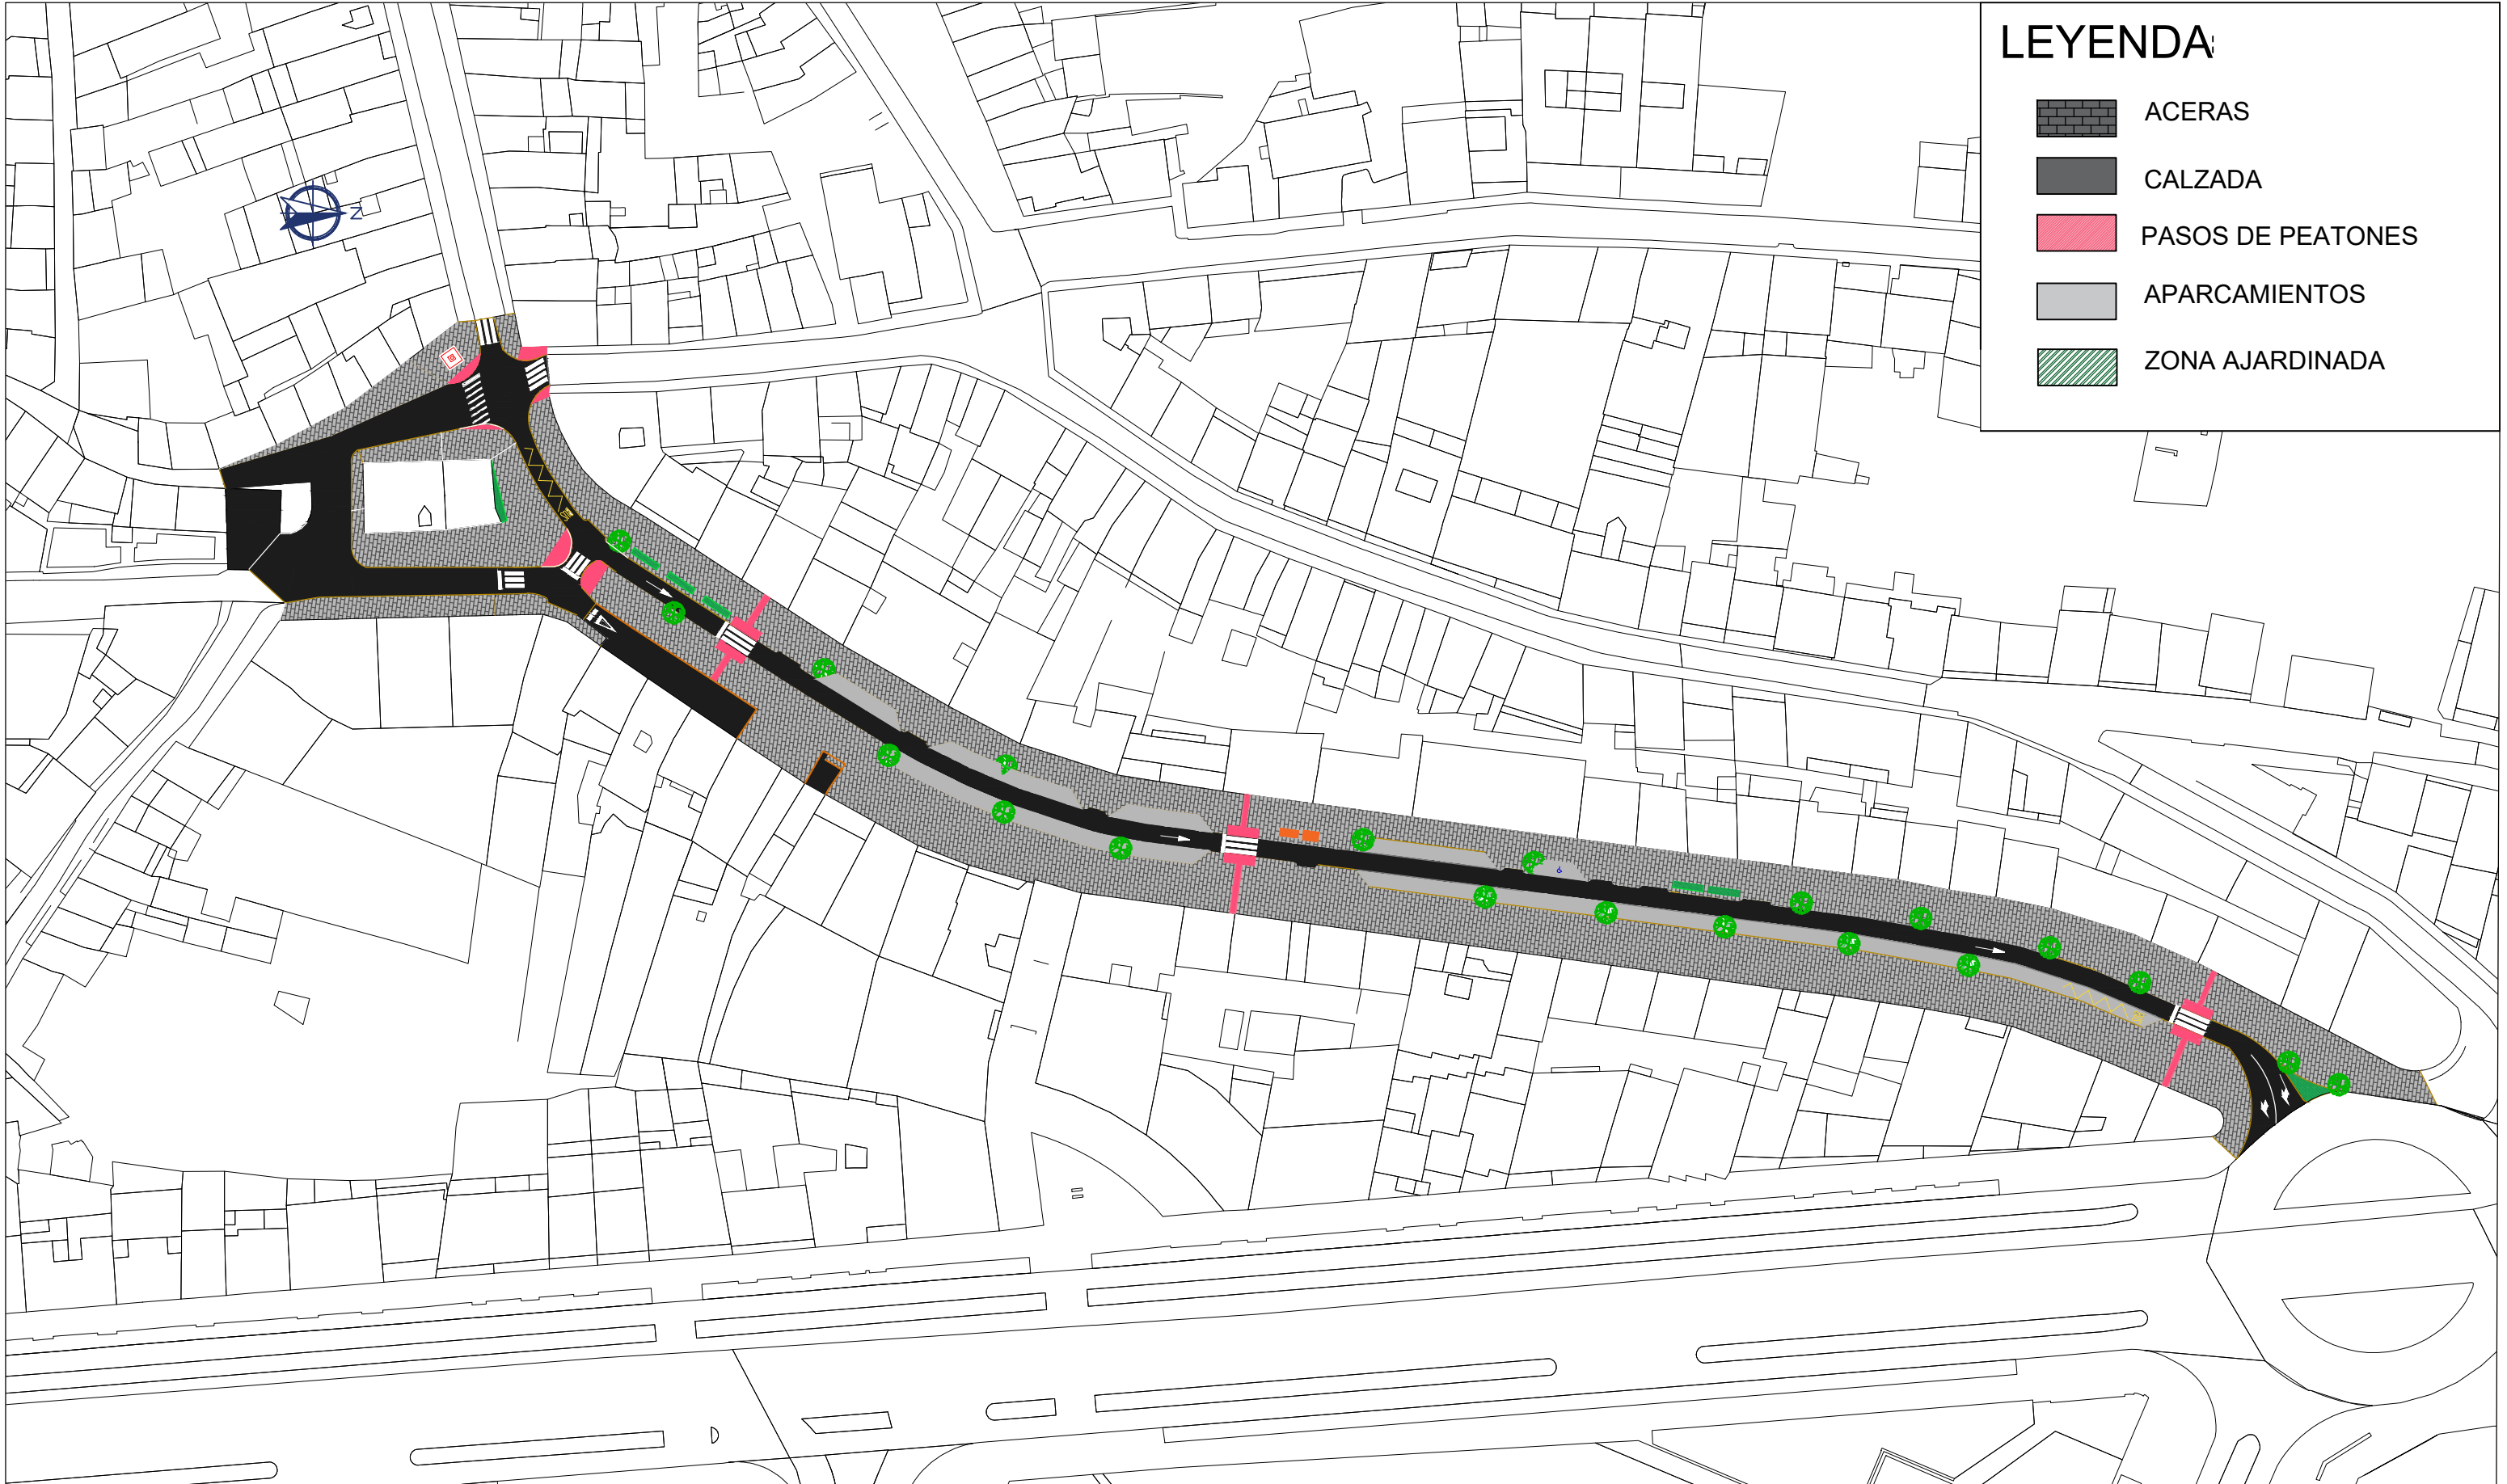 LEYENDA
ACERAS
CALZADA
PASOS DE PEATONES
APARCAMIENTOS
ZONA AJARDINADA
N